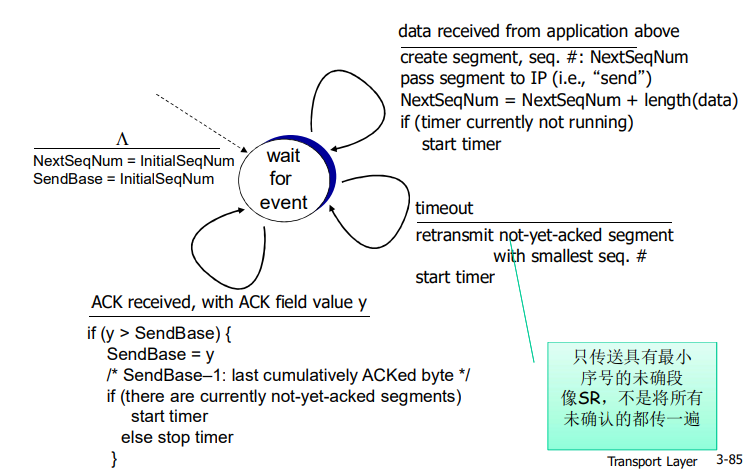 data received from application above
create segment, seq. #: NextSeqNum
pass segment to IP (i.e., “send”)
NextSeqNum = NextSeqNum + length(data)
if (timer currently not running)
start timer
Λ
NextSeqNum = InitialSeqNum
SendBase = InitialSeqNum
wait
for
event
timeout
retransmit not-yet-acked segment
with smallest seq. #
start timer
ACK received, with ACK field value y
if (y > SendBase) {
SendBase = y
/* SendBase–1: last cumulatively ACKed byte */
if (there are currently not-yet-acked segments)
start timer
else stop timer
}
只传送具有最小
序号的未确段
像SR，不是将所有
未确认的都传一遍
Transport Layer 3-85